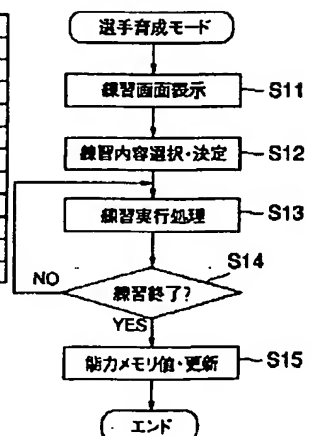 選手育成モード
練習画面表示
S11
練習内容選択・決定
S12
練習実行処理
S13
S14
練習終了?
NO
YES
能力メモリ値・更新
S15
エンド